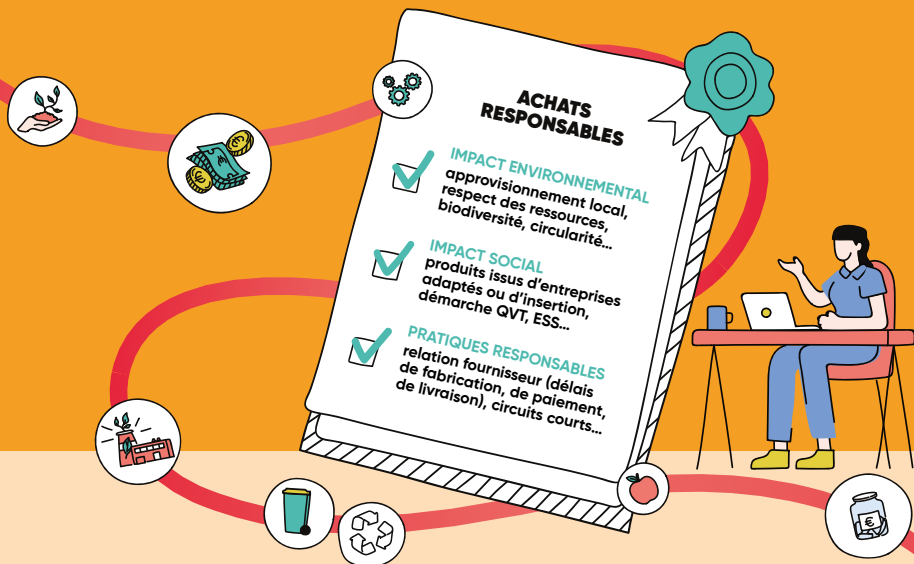 ACHATS
RESPONSABLES
IMPACT ENVIRONNEMENTAL
approvisionnement local,
respect des ressources,
biodiversité, circularité...
IMPACT SOCIAL
produits issus d'entreprises
adaptés ou d'insertion,
démarche QVT, ESS...
PRATIQUES RESPONSABLES
relation fournisseur (délais
de fabrication, de paiement,
de livraison), circuits courts...